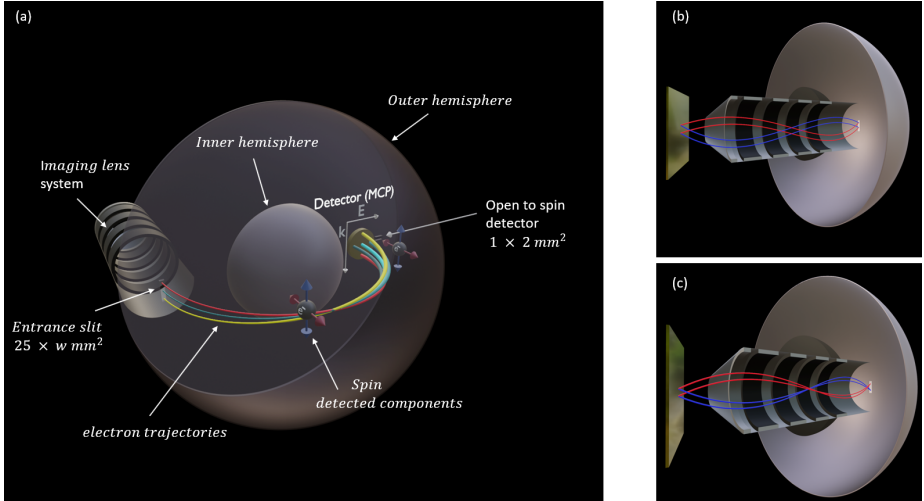 (a)
Outer hemisphere
Inner hemisphere
Imaging lens
system
Detector (MCP)
E
k
Open to spin
detector
1 × 2 mm²
Entrance slit
25 × w mm²
Spin
detected components
electron trajectories
(b)
(c)